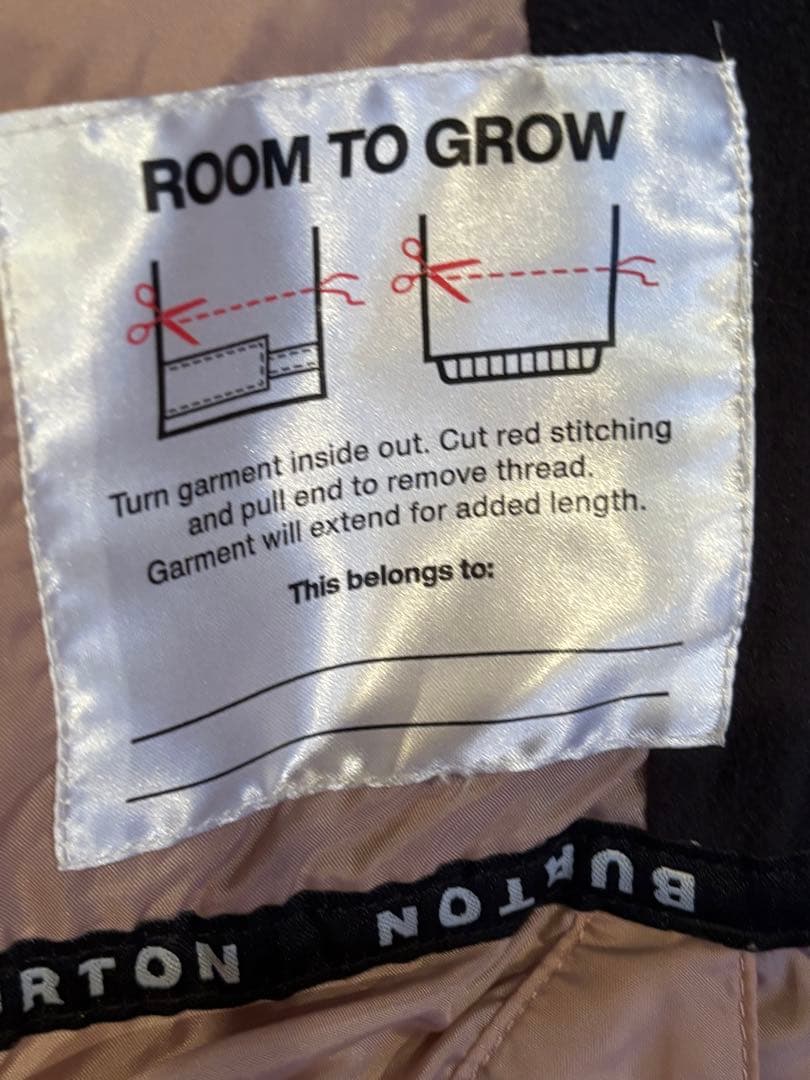 ROOM TO GROW
Turn garment inside out. Cut red stitching
and pull end to remove thread.
Garment will extend for added length.
This belongs to:
BURTON
RTON